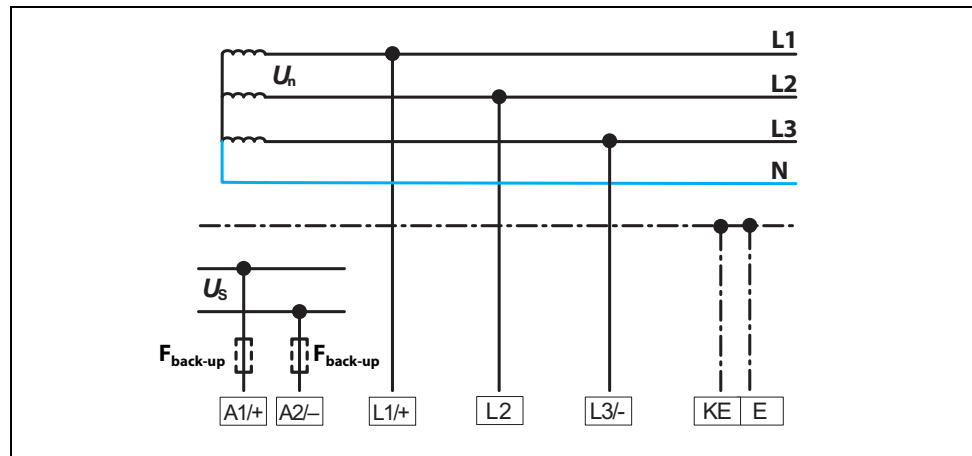 L1
Un
L2
L3
N
US
Fback-up
Fback-up
A1/+ A2/– L1/+ L2 L3/- KE E